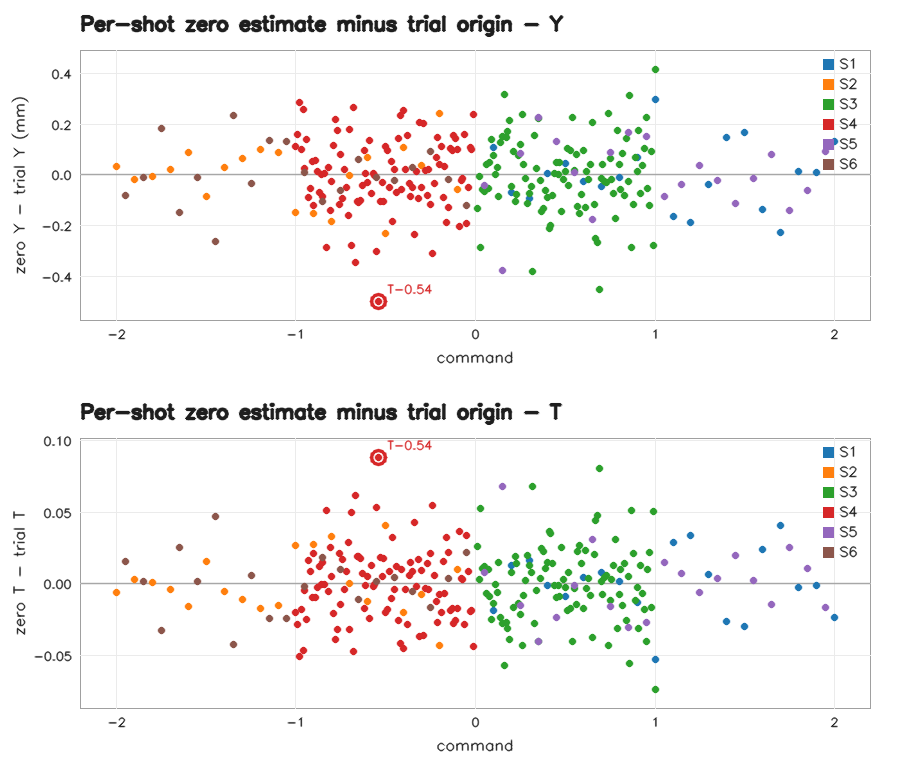 Per-shot zero estimate minus trial origin - Y
0.4
0.2
0.0
-0.2
-0.4
zero Y - trial Y (mm)
S1
S2
S3
S4
S5
S6
T-0.54
-2
-1
0
1
2
command
Per-shot zero estimate minus trial origin - T
0.10
0.05
0.00
-0.05
zero T - trial T
S1
S2
S3
S4
S5
S6
T-0.54
-2
-1
0
1
2
command